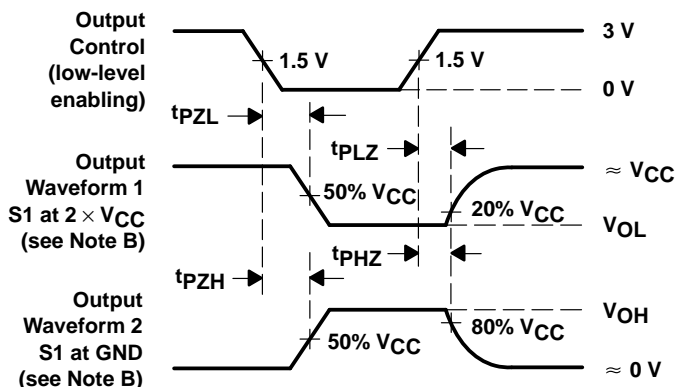 Output
Control
(low-level
enabling)
1.5 V
1.5 V
3 V
0 V
tPZL
tPLZ
Output
Waveform 1
S1 at 2 × VCC
(see Note B)
50% VCC
20% VCC
≈ VCC
VOL
tPZH
tPHZ
Output
Waveform 2
S1 at GND
(see Note B)
50% VCC
80% VCC
VOH
≈ 0 V